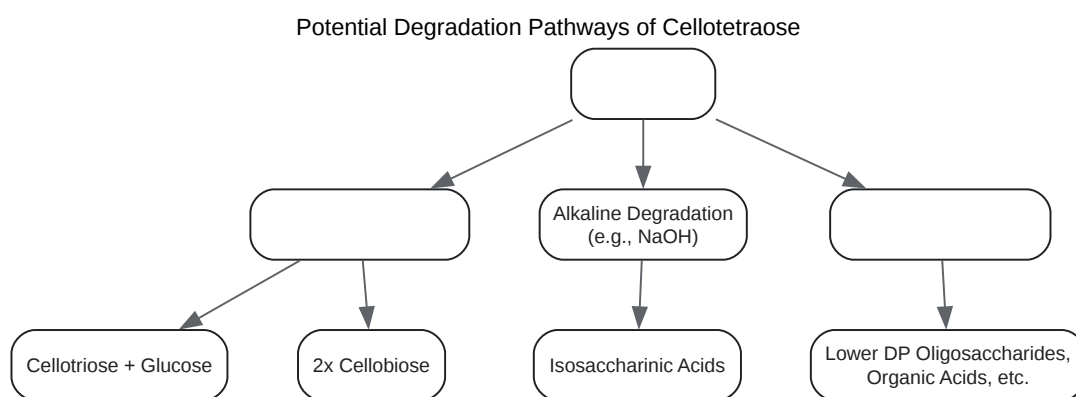 Potential Degradation Pathways of Cellotetraose
Alkaline Degradation
(e.g., NaOH)
Cellotriose + Glucose
2x Cellobiose
Isosaccharinic Acids
Lower DP Oligosaccharides,
Organic Acids, etc.